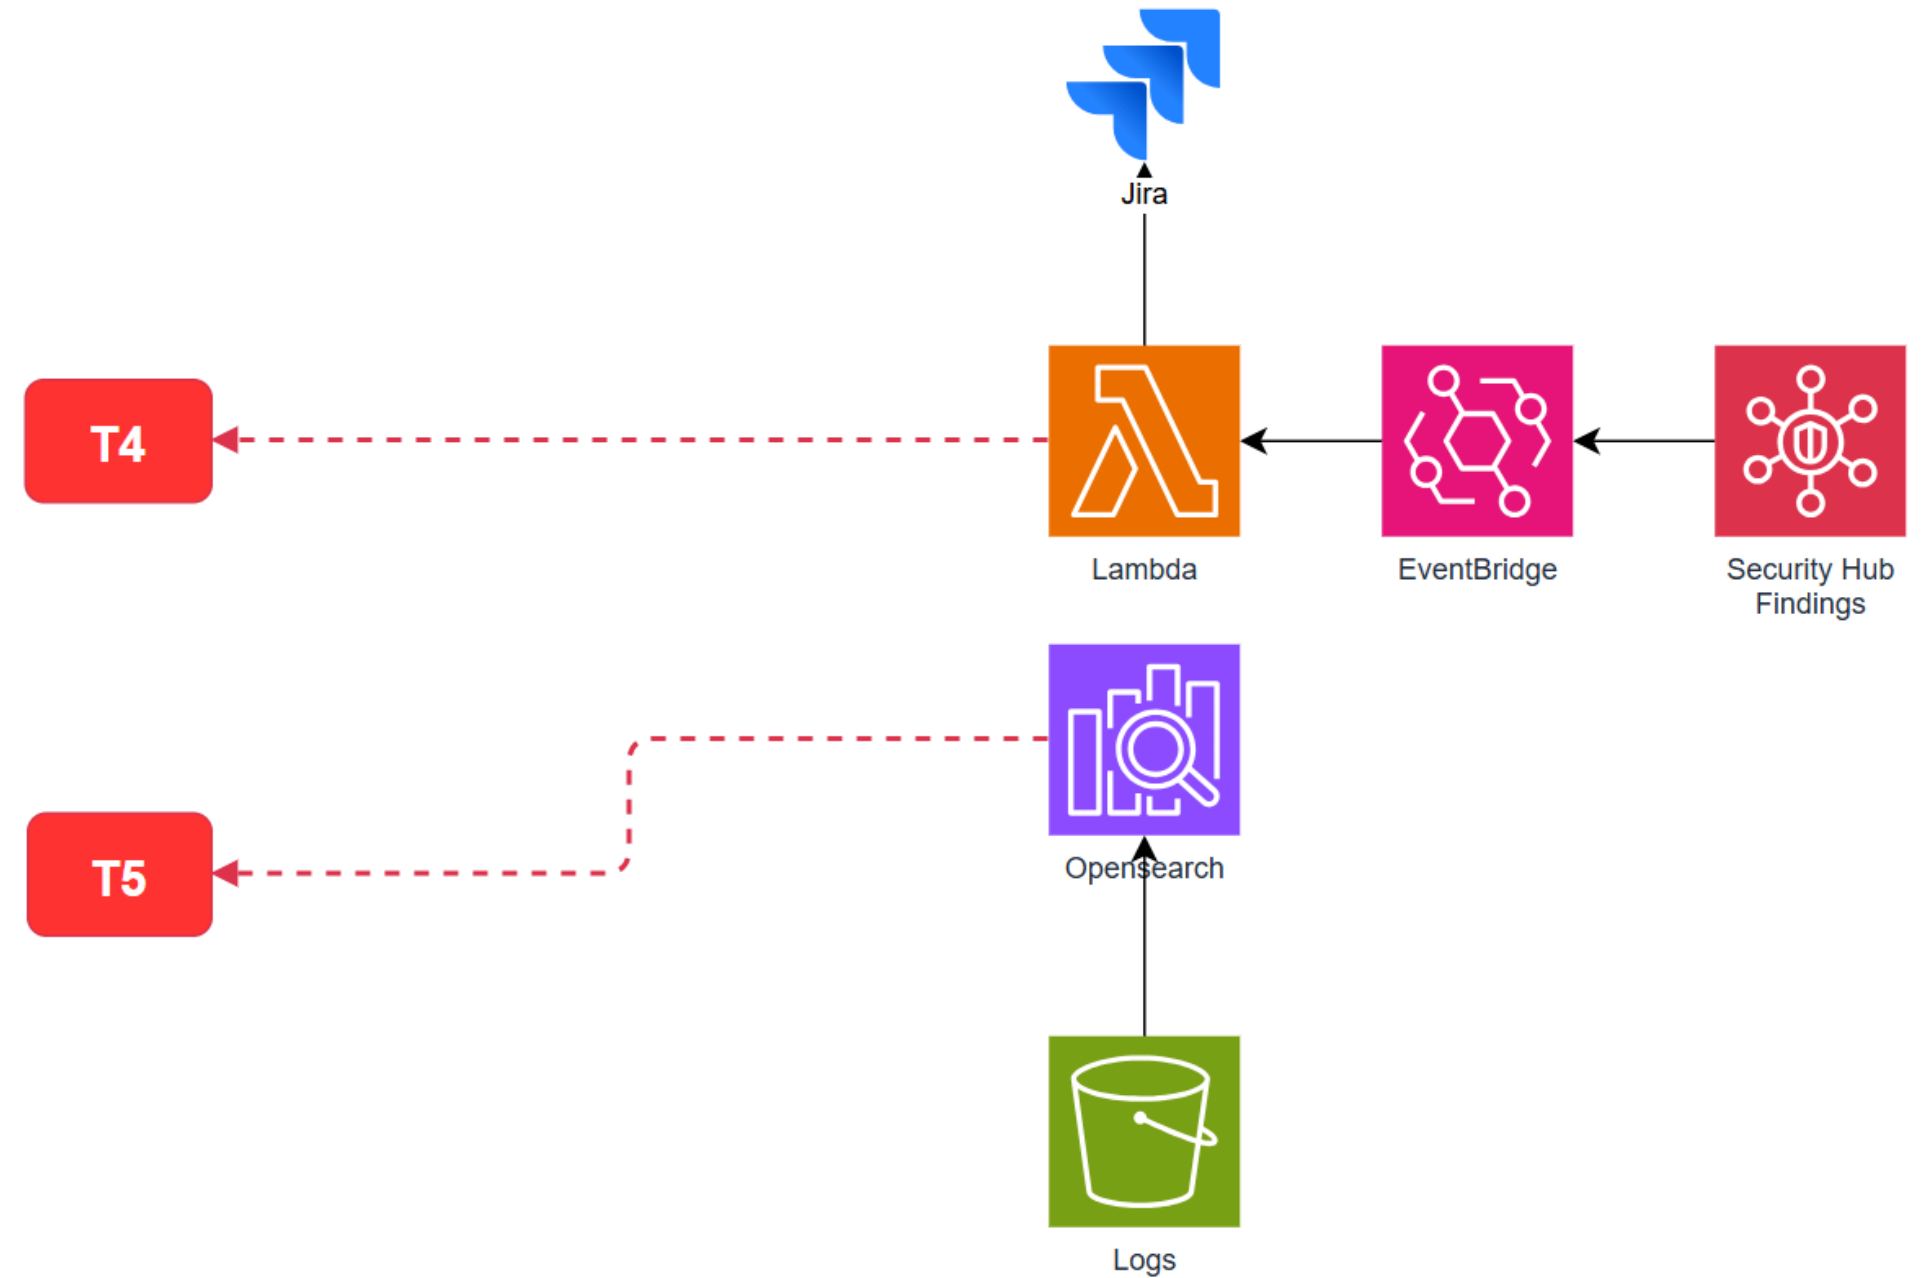 Jira
T4
Lambda
EventBridge
Security Hub
Findings
T5
Opensearch
Logs